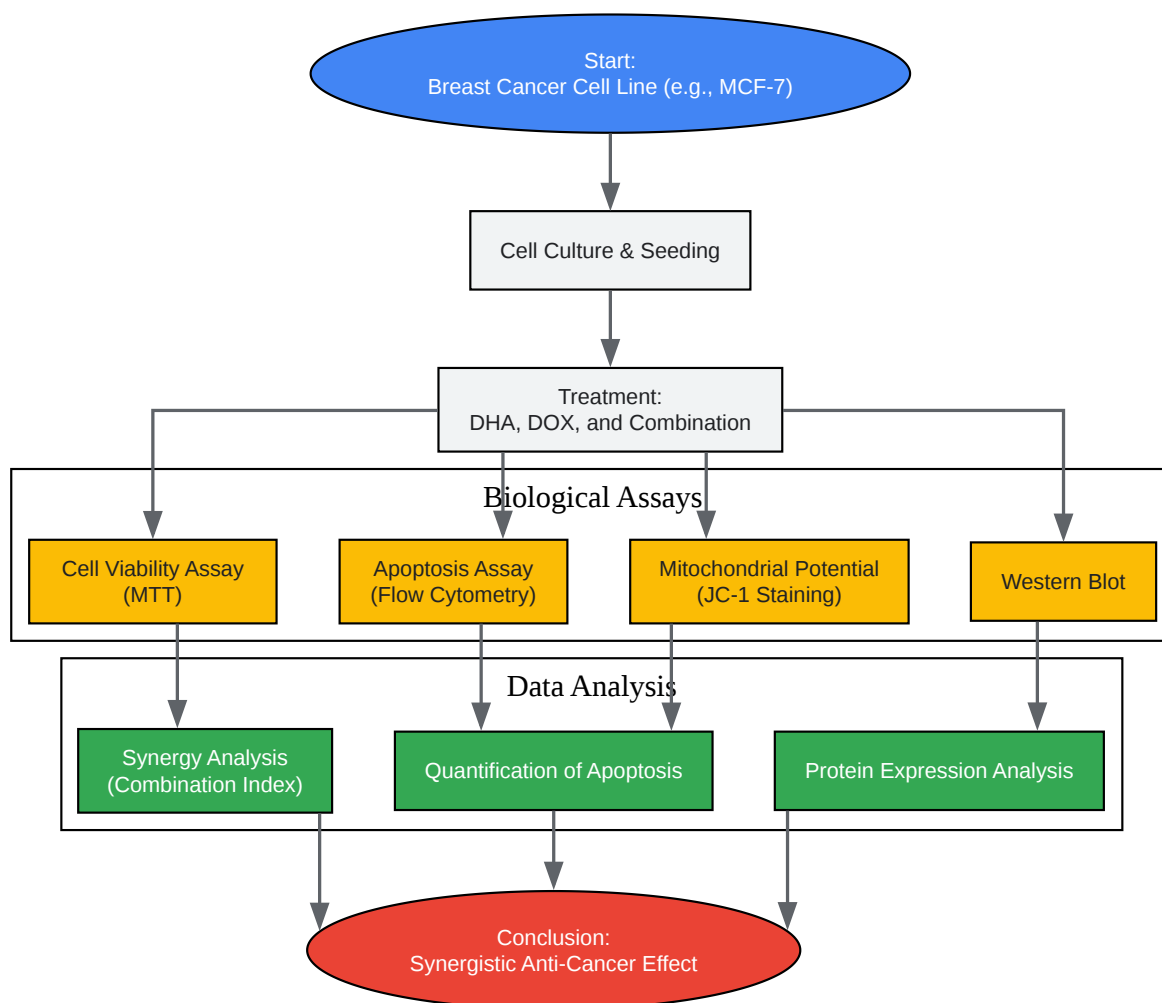 Start:
Breast Cancer Cell Line (e.g., MCF-7)
Cell Culture & Seeding
Treatment:
DHA, DOX, and Combination
Biological Assays
Cell Viability Assay
(MTT)
Apoptosis Assay
(Flow Cytometry)
Mitochondrial Potential
(JC-1 Staining)
Western Blot
Data Analysis
Synergy Analysis
(Combination Index)
Quantification of Apoptosis
Protein Expression Analysis
Conclusion:
Synergistic Anti-Cancer Effect